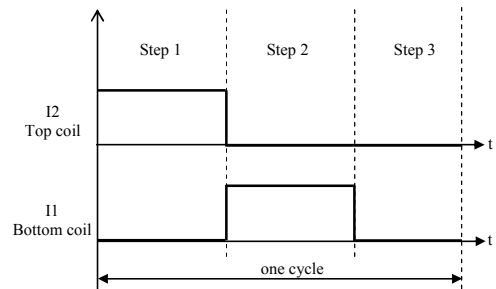 Step 1 Step 2 Step 3
I2
Top coil
t
I1
Bottom coil
t
one cycle